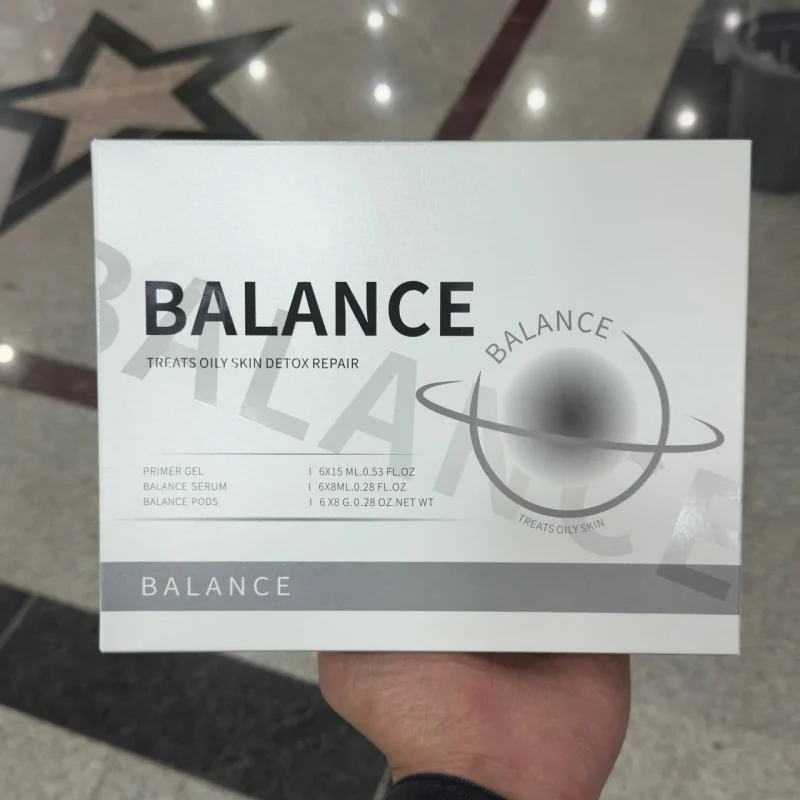 BALANCE
BALANCE
TREATS OILY SKIN DETOX REPAIR
BALANCE
PRIMER GEL | 6X15 ML.0.53 FL.OZ
BALANCE SERUM | 6X8ML.0.28 FL.OZ
BALANCE PODS | 6 X8 G.0.28 OZ.NET WT
TREATS OILY SKIN
BALANCE